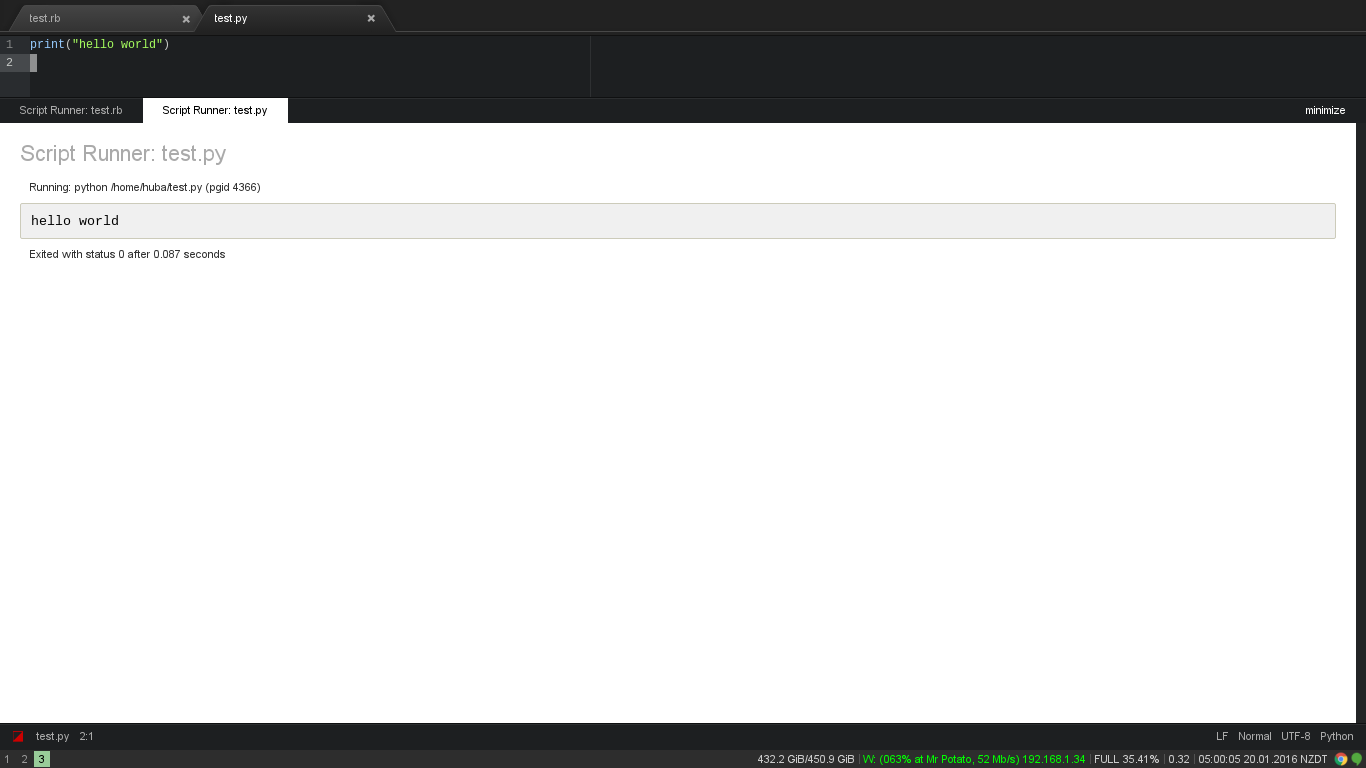 test.rb test.py
1 print("hello world")
2
Script Runner: test.rb Script Runner: test.py minimize
Script Runner: test.py
Running: python /home/huba/test.py (pgid 4366)
hello world
Exited with status 0 after 0.087 seconds
test.py 2:1 LF Normal UTF-8 Python
1 2 3 432.2 GiB/450.9 GiB W: (063% at Mr Potato, 52 Mb/s) 192.168.1.34 FULL 35.41% 0.32 05:00:05 20.01.2016 NZDT